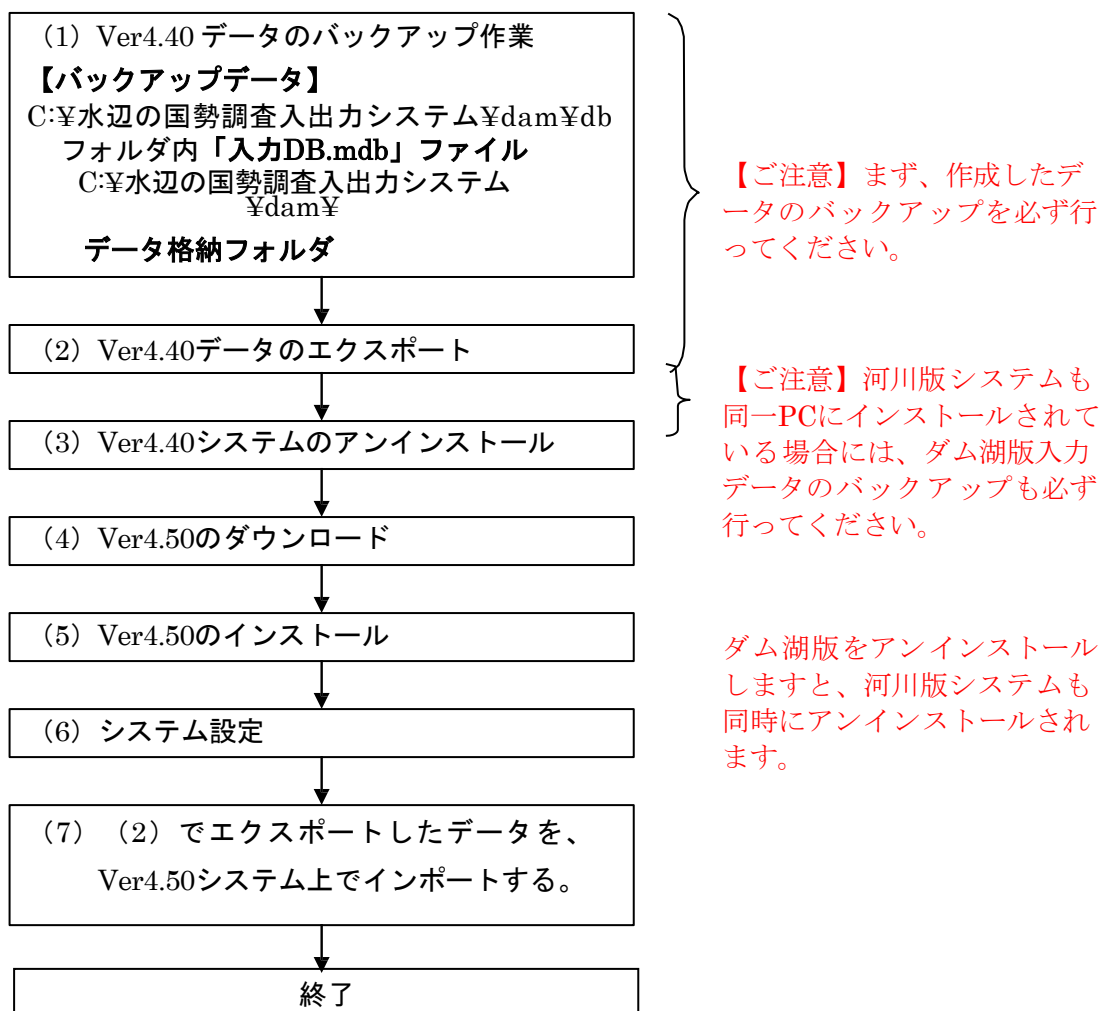 （1）Ver4.40 データのバックアップ作業
【バックアップデータ】
C:¥水辺の国勢調査入出力システム¥dam¥db
フォルダ内「入力DB.mdb」ファイル
C:¥水辺の国勢調査入出力システム
¥dam¥
データ格納フォルダ
（2）Ver4.40データのエクスポート
（3）Ver4.40システムのアンインストール
（4）Ver4.50のダウンロード
（5）Ver4.50のインストール
（6）システム設定
（7）（2）でエクスポートしたデータを、
Ver4.50システム上でインポートする。
終了
【ご注意】まず、作成したデ
ータのバックアップを必ず行
ってください。
【ご注意】河川版システムも
同一PCにインストールされて
いる場合には、ダム湖版入力
データのバックアップも必ず
行ってください。
ダム湖版をアンインストール
しますと、河川版システムも
同時にアンインストールされ
ます。